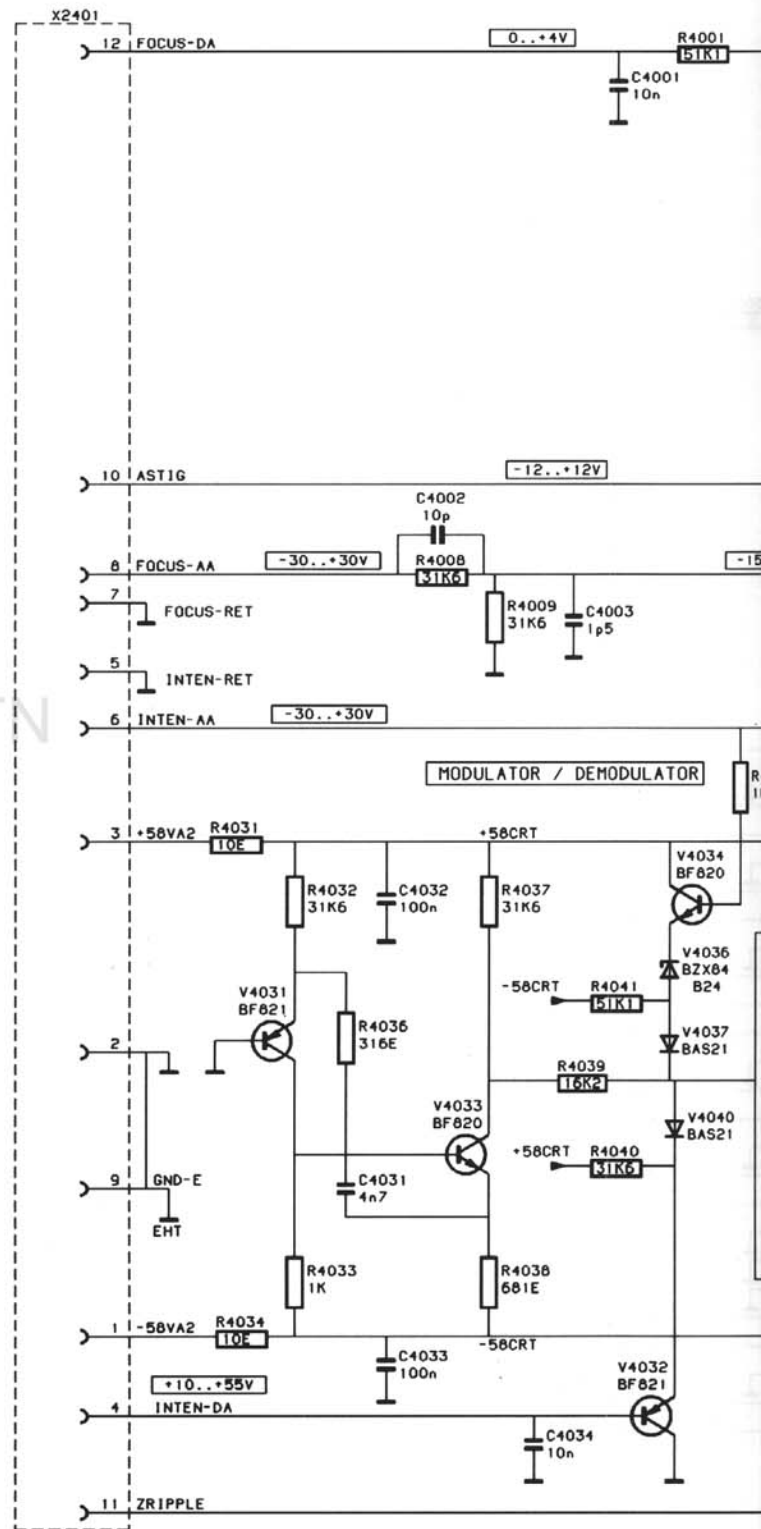 X2401
12 FOCUS-DA
0..+4V
R4001
51K1
C4001
10n
10 ASTIG
-12..+12V
C4002
10p
8 FOCUS-AA
-30..+30V
R4008
31K6
-15
7
FOCUS-RET
R4009
31K6
C4003
1p5
5
INTEN-RET
TN
6 INTEN-AA
-30..+30V
MODULATOR / DEMODULATOR
R
3 +58VA2
R4031
10E
+58CRT
R4032
31K6
C4032
100n
R4037
31K6
V4034
BF820
V4036
BZX84
B24
-58CRT
R4041
51K1
V4031
BF821
R4036
316E
V4037
BAS21
2
R4039
16K2
V4033
BF820
V4040
BAS21
+58CRT
R4040
31K6
9 GND-E
EHT
C4031
4n7
R4033
1K
R4038
681E
1 -58VA2
R4034
10E
-58CRT
C4033
100n
V4032
BF821
+10..+55V
4 INTEN-DA
C4034
10n
11 ZRIPPLE